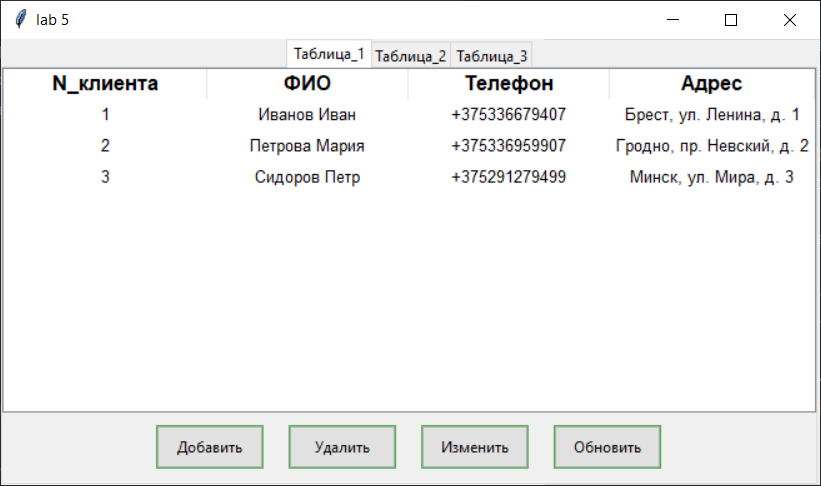 lab 5
Таблица_1 Таблица_2 Таблица_3
N_клиента ФИО Телефон Адрес
1 Иванов Иван +375336679407 Брест, ул. Ленина, д. 1
2 Петрова Мария +375336959907 Гродно, пр. Невский, д. 2
3 Сидоров Петр +375291279499 Минск, ул. Мира, д. 3
Добавить Удалить Изменить Обновить